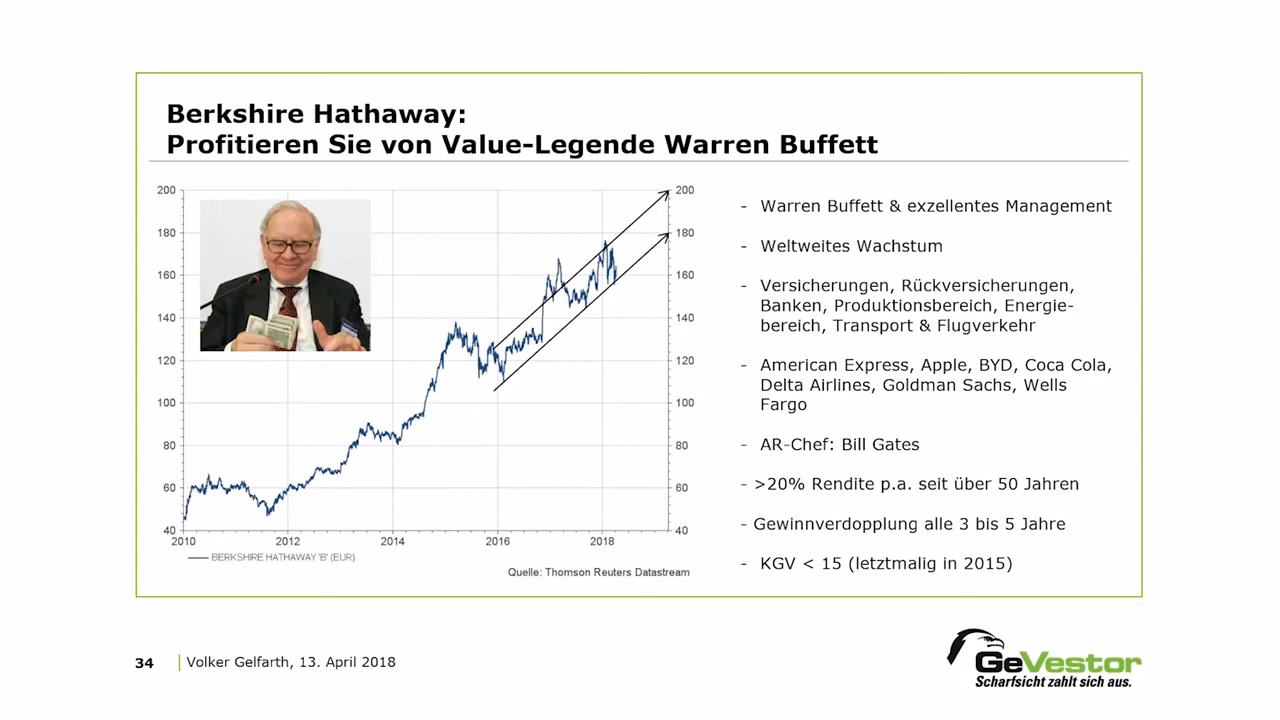 Berkshire Hathaway:
Profitieren Sie von Value-Legende Warren Buffett
200
180
160
140
120
100
80
60
40
200
180
160
140
120
100
80
60
40
2010 2012 2014 2016 2018
BERKSHIRE HATHAWAY 'B' (EUR)
Quelle: Thomson Reuters Datastream
- Warren Buffett & exzellentes Management
- Weltweites Wachstum
- Versicherungen, Rückversicherungen,
Banken, Produktionsbereich, Energie-
bereich, Transport & Flugverkehr
- American Express, Apple, BYD, Coca Cola,
Delta Airlines, Goldman Sachs, Wells
Fargo
- AR-Chef: Bill Gates
- >20% Rendite p.a. seit über 50 Jahren
- Gewinnverdopplung alle 3 bis 5 Jahre
- KGV < 15 (letztmalig in 2015)
34 Volker Gelfarth, 13. April 2018
GeVestor
Scharfsicht zahlt sich aus.